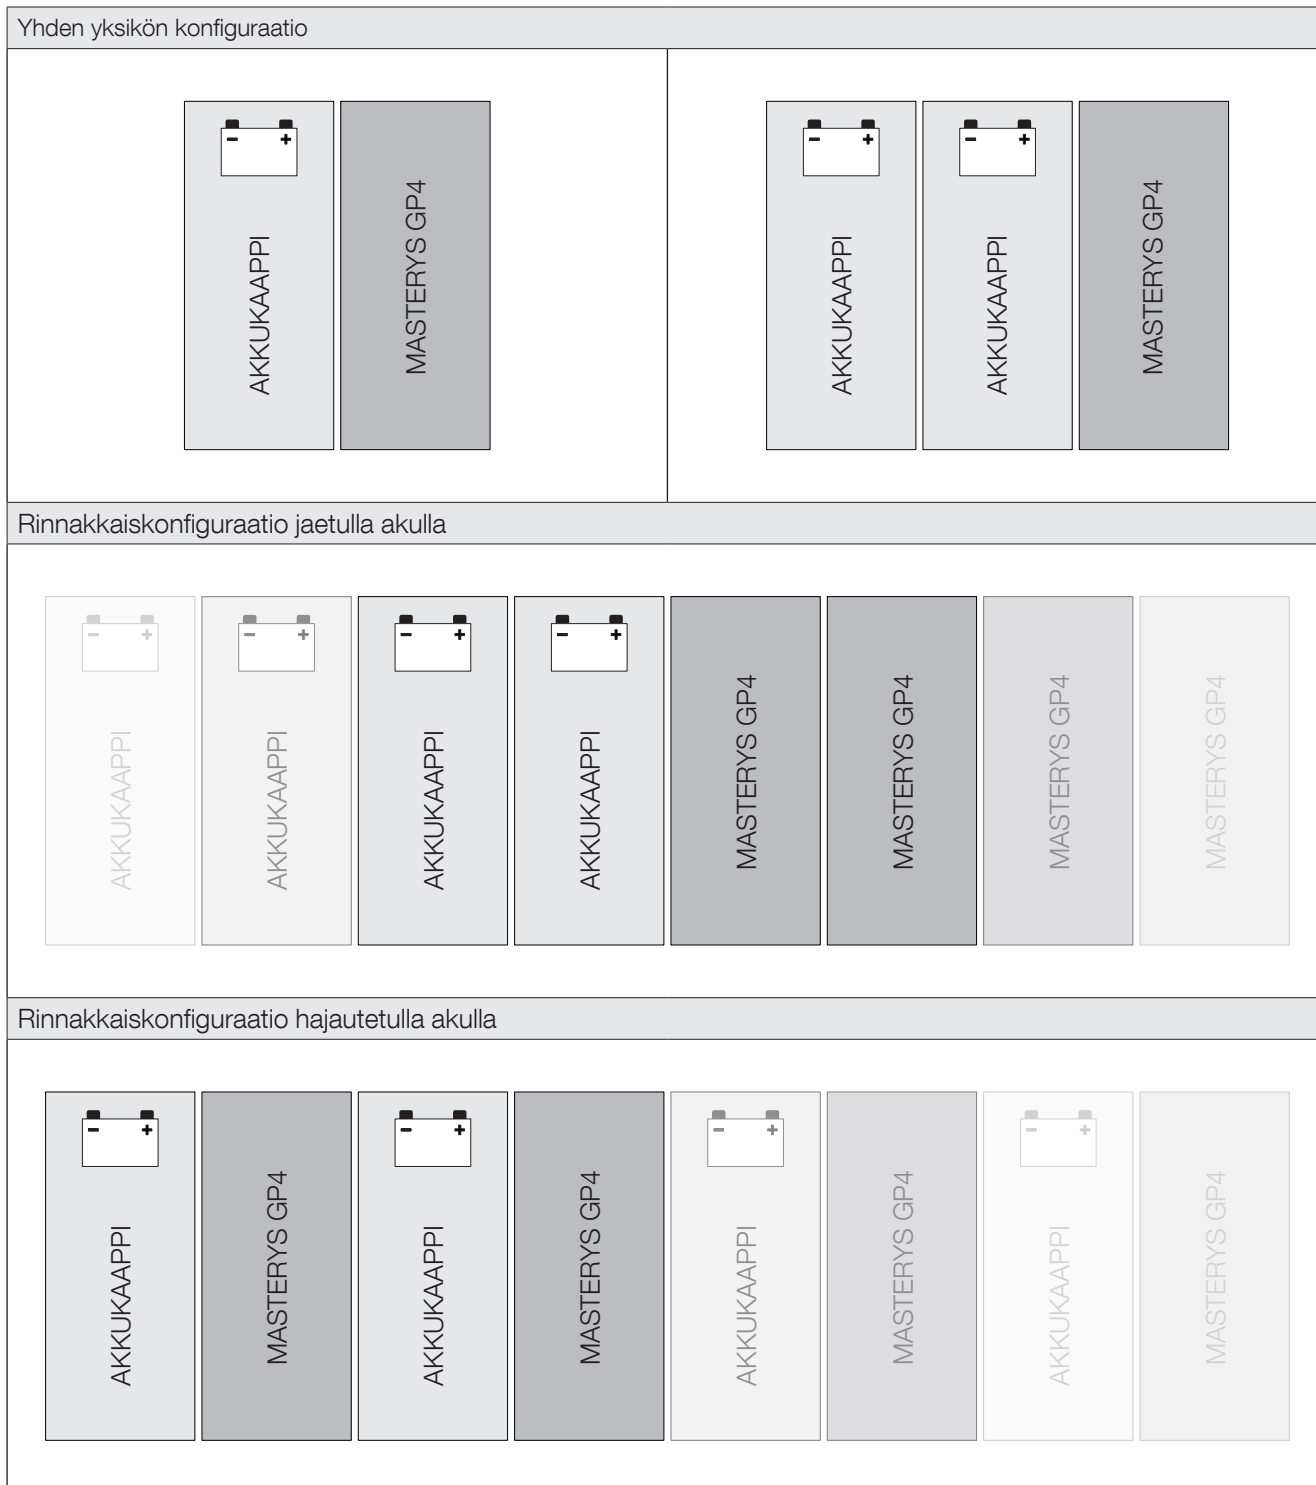 Yhden yksikön konfiguraatio
- +
AKKUKAAPPI
MASTERYS GP4
- +
AKKUKAAPPI
- +
AKKUKAAPPI
MASTERYS GP4
Rinnakkaiskonfiguraatio jaetulla akulla
- +
AKKUKAAPPI
- +
AKKUKAAPPI
- +
AKKUKAAPPI
- +
AKKUKAAPPI
MASTERYS GP4
MASTERYS GP4
MASTERYS GP4
MASTERYS GP4
Rinnakkaiskonfiguraatio hajautetulla akulla
- +
AKKUKAAPPI
MASTERYS GP4
- +
AKKUKAAPPI
MASTERYS GP4
- +
AKKUKAAPPI
MASTERYS GP4
- +
AKKUKAAPPI
MASTERYS GP4